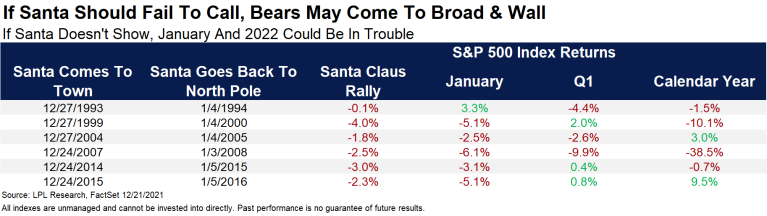 If Santa Should Fail To Call, Bears May Come To Broad & Wall
If Santa Doesn't Show, January And 2022 Could Be In Trouble
S&P 500 Index Returns
Santa Comes To Town Santa Goes Back To North Pole Santa Claus Rally January Q1 Calendar Year
12/27/1993 1/4/1994 -0.1% 3.3% -4.4% -1.5%
12/27/1999 1/4/2000 -4.0% -5.1% 2.0% -10.1%
12/27/2004 1/4/2005 -1.8% -2.5% -2.6% 3.0%
12/24/2007 1/3/2008 -2.5% -6.1% -9.9% -38.5%
12/24/2014 1/5/2015 -3.0% -3.1% 0.4% -0.7%
12/24/2015 1/5/2016 -2.3% -5.1% 0.8% 9.5%
Source: LPL Research, FactSet 12/21/2021
All indexes are unmanaged and cannot be invested into directly. Past performance is no guarantee of future results.